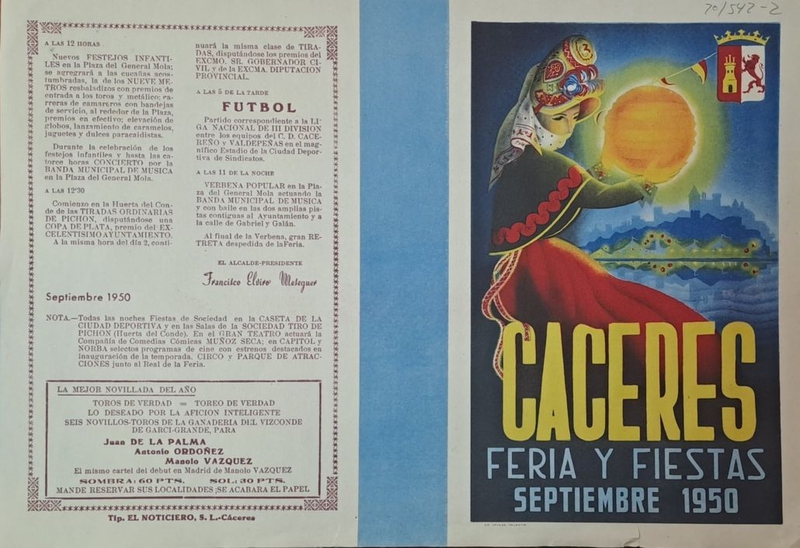 A LAS 12 HORAS
Nuevos FESTEJOS INFANTI-
LES en la Plaza del General Mola;
se agregrará a las cucañas acos-
tumbradas, la de los NUEVE ME-
TROS resbaladizos con premios de
entrada a los toros y metálico; ca-
rreras de camareros con bandejas
de servicio, al rededor de la Plaza,
premios en efectivo; elevación de
globos, lanzamiento de caramelos,
juguetes y dulces paracaidistas.
Durante la celebración de los
festejos infantiles y hasta las ca-
torce horas CONCIERTO por la
BANDA MUNICIPAL DE MUSICA
en la Plaza del General Mola.
A LAS 12'30
Comienzo en la Huerta del Con-
de de las TIRADAS ORDINARIAS
DE PICHON, disputándose una
COPA DE PLATA, premio del EX-
CELENTISIMO AYUNTAMIENTO.
A la misma hora del día 2, conti-
nuará la misma clase de TIRA-
DAS, disputándose los premios del
EXCMO. SR. GOBERNADOR CI-
VIL y de la EXCMA. DIPUTACION
PROVINCIAL.
A LAS 5 DE LA TARDE
FUTBOL
Partido correspondiente a la LI-
GA NACIONAL DE III DIVISION
entre los equipos del C. D. CACE-
REÑO y VALDEPEÑAS en el mag-
nífico Estadio de la Ciudad Depor-
tiva de Sindicatos.
A LAS 11 DE LA NOCHE
VERBENA POPULAR en la Pla-
za del General Mola actuando la
BANDA MUNICIPAL DE MUSICA
y con baile en las dos amplias pis-
tas contiguas al Ayuntamiento y a
la calle de Gabriel y Galán.
Al final de la Verbena, gran RE-
TRETA despedida de la Feria.
EL ALCALDE-PRESIDENTE
Francisco Elviro Meseguer
Septiembre 1950
NOTA.—Todas las noches Fiestas de Sociedad en la CASETA DE LA
CIUDAD DEPORTIVA y en las Salas de la SOCIEDAD TIRO DE
PICHON (Huerta del Conde). En el GRAN TEATRO actuará la
Compañía de Comedias Cómicas MUÑOZ SECA; en CAPITOL y
NORBA selectos programas de cine con estrenos destacados en
inauguración de la temporada. CIRCO y PARQUE DE ATRAC-
CIONES junto al Real de la Feria.
LA MEJOR NOVILLADA DEL AÑO
TOROS DE VERDAD = TOREO DE VERDAD
LO DESEADO POR LA AFICION INTELIGENTE
SEIS NOVILLOS-TOROS DE LA GANADERIA DEL VIZCONDE
DE GARCI-GRANDE, PARA
Juan DE LA PALMA
Antonio ORDOÑEZ
Manolo VAZQUEZ
El mismo cartel del debut en Madrid de Manolo VAZQUEZ
SOMBRA: 60 PTS. SOL: 30 PTS.
MANDE RESERVAR SUS LOCALIDADES ¡SE ACABARA EL PAPEL
Tip. EL NOTICIERO, S. L.-Cáceres
70/542-2
CACERES
FERIA Y FIESTAS
SEPTIEMBRE 1950